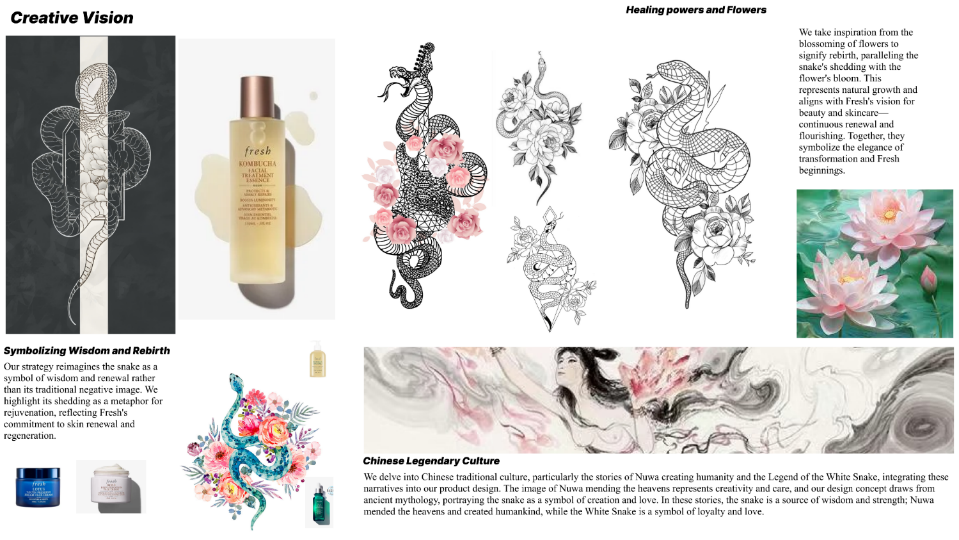 Creative Vision
fresh
KOMBUCHA
FACIAL
TREATMENT
ESSENCE
Symbolizing Wisdom and Rebirth
Our strategy reimagines the snake as a
symbol of wisdom and renewal rather
than its traditional negative image. We
highlight its shedding as a metaphor for
rejuvenation, reflecting Fresh's
commitment to skin renewal and
regeneration.
fresh
LOTUS
fresh
Healing powers and Flowers
We take inspiration from the
blossoming of flowers to
signify rebirth, paralleling the
snake's shedding with the
flower's bloom. This
represents natural growth and
aligns with Fresh's vision for
beauty and skincare—
continuous renewal and
flourishing. Together, they
symbolize the elegance of
transformation and Fresh
beginnings.
Chinese Legendary Culture
We delve into Chinese traditional culture, particularly the stories of Nuwa creating humanity and the Legend of the White Snake, integrating these
narratives into our product design. The image of Nuwa mending the heavens represents creativity and care, and our design concept draws from
ancient mythology, portraying the snake as a symbol of creation and love. In these stories, the snake is a source of wisdom and strength; Nuwa
mended the heavens and created humankind, while the White Snake is a symbol of loyalty and love.